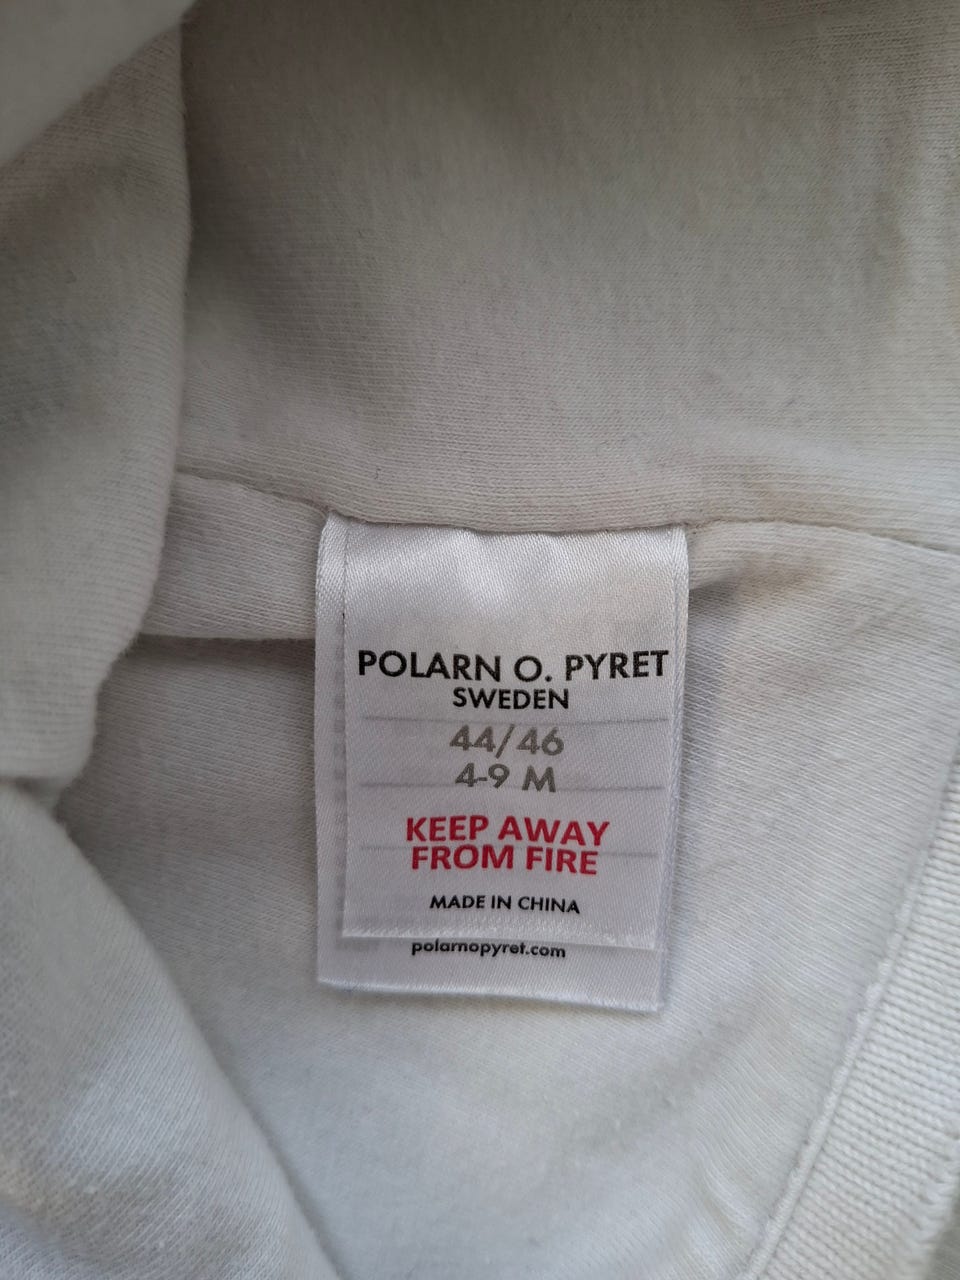 POLARN O. PYRET
SWEDEN
44/46
4-9 M
KEEP AWAY
FROM FIRE
MADE IN CHINA
polarnopyret.com